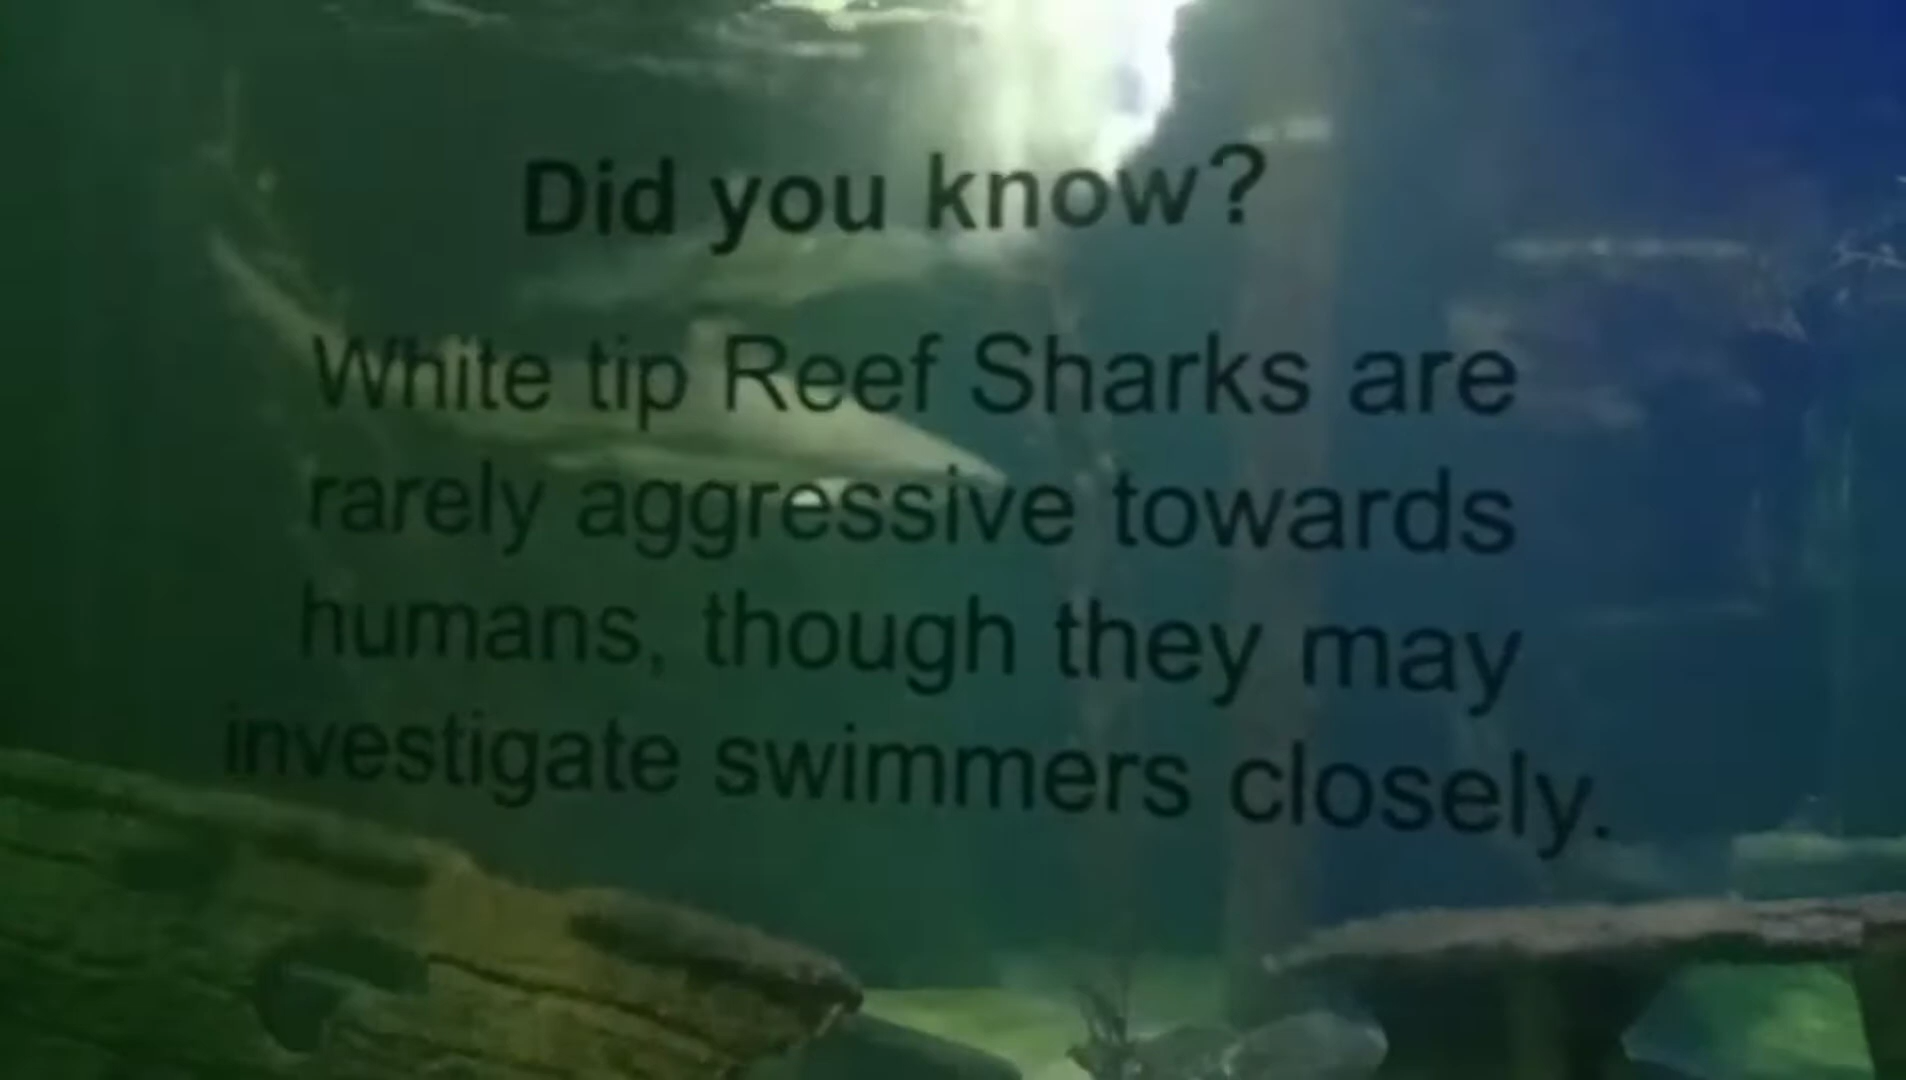 Did you know?
White tip Reef Sharks are
rarely aggressive towards
humans, though they may
investigate swimmers closely.